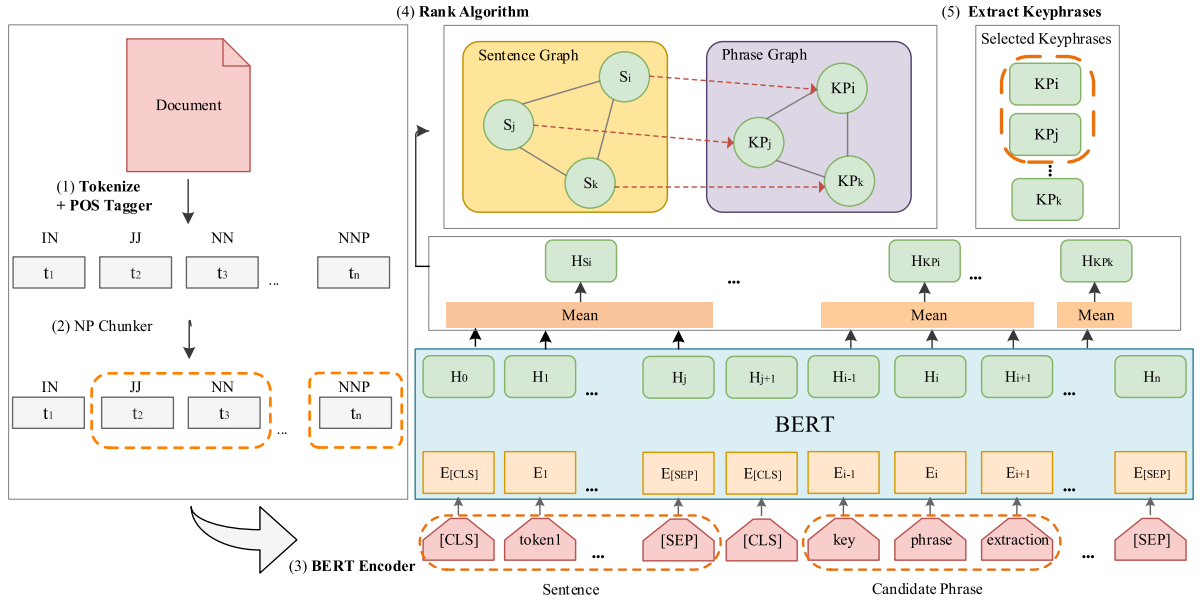 (4) Rank Algorithm
(5) Extract Keyphrases
Document
(1) Tokenize
+ POS Tagger
IN JJ NN NNP
t1 t2 t3 ... tn
(2) NP Chunker
IN JJ NN NNP
t1 t2 t3 ... tn
Sentence Graph
Si
Sj
Sk
Phrase Graph
KPi
KPj
KPk
Selected Keyphrases
KPi
KPj
KPk
HSi ... HKPi ... HKPk
Mean Mean Mean
H0 H1 ... Hj Hj+1 Hi-1 Hi Hi+1 ... Hn
BERT
E[CLS] E1 ... E[SEP] E[CLS] Ei-1 Ei Ei+1 ... E[SEP]
[CLS] token1 ... [SEP] [CLS] key phrase extraction ... [SEP]
(3) BERT Encoder
Sentence Candidate Phrase